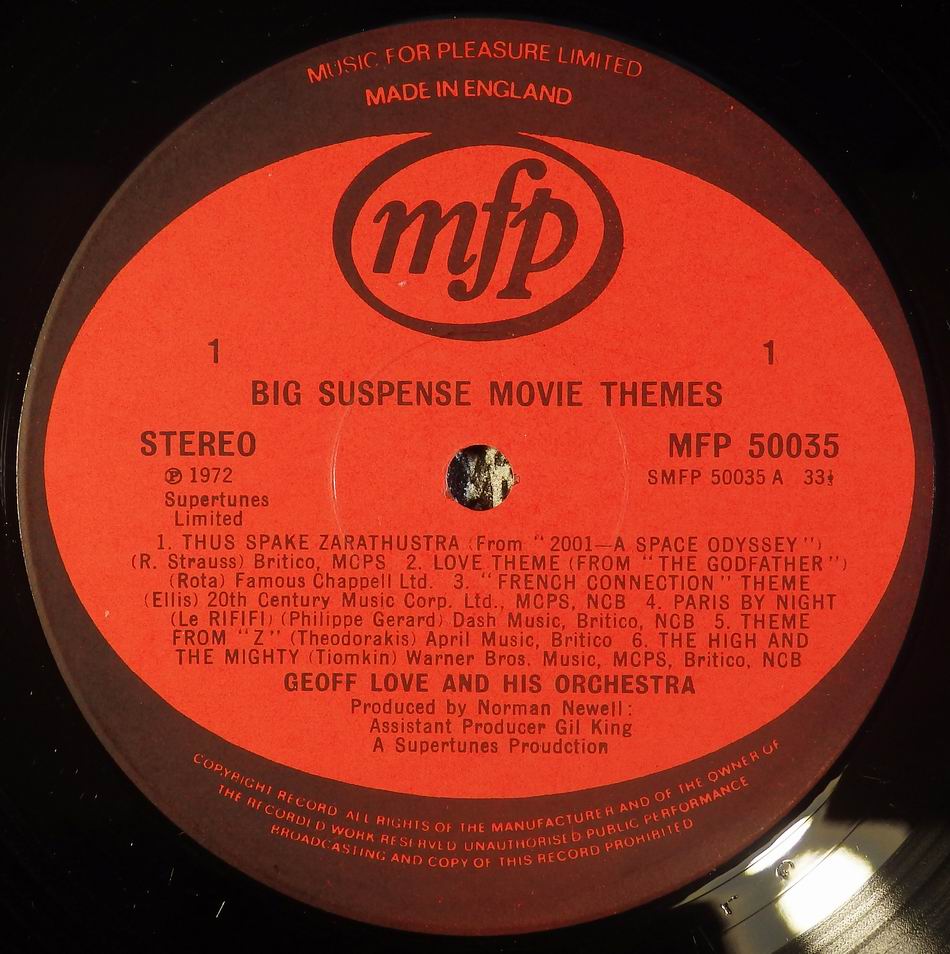 MUSIC FOR PLEASURE LIMITED
MADE IN ENGLAND
mfp
1 1
BIG SUSPENSE MOVIE THEMES
STEREO MFP 50035
Ⓟ 1972 SMFP 50035 A 33⅓
Supertunes
Limited
1. THUS SPAKE ZARATHUSTRA (From "2001—A SPACE ODYSSEY")
(R. Strauss) Britico, MCPS 2. LOVE THEME (FROM "THE GODFATHER")
(Rota) Famous Chappell Ltd. 3. "FRENCH CONNECTION" THEME
(Ellis) 20th Century Music Corp. Ltd., MCPS, NCB 4. PARIS BY NIGHT
(Le RIFIFI) (Philippe Gerard) Dash Music, Britico, NCB 5. THEME
FROM "Z" (Theodorakis) April Music, Britico 6. THE HIGH AND
THE MIGHTY (Tiomkin) Warner Bros. Music, MCPS, Britico, NCB
GEOFF LOVE AND HIS ORCHESTRA
Produced by Norman Newell:
Assistant Producer Gil King
A Supertunes Proudction
COPYRIGHT RECORD ALL RIGHTS OF THE MANUFACTURER AND OF THE OWNER OF
THE RECORDED WORK RESERVED UNAUTHORISED PUBLIC PERFORMANCE
BROADCASTING AND COPY OF THIS RECORD PROHIBITED